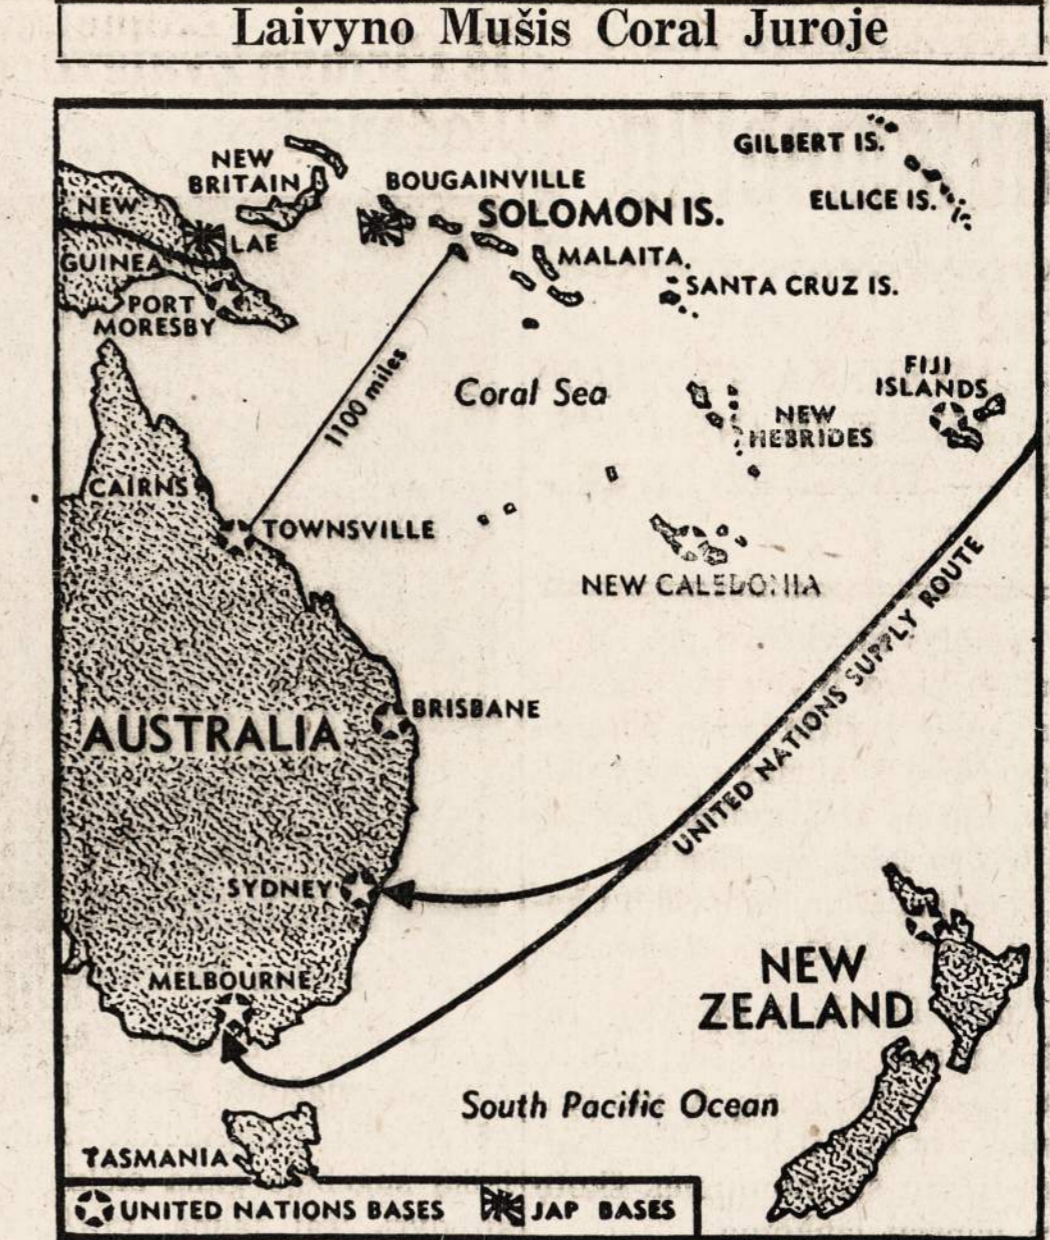 Laivyno Mušis Coral Juroje
GILBERT IS.
NEW
BRITAIN
BOUGAINVILLE
ELLICE IS.
NEW
SOLOMON IS.
LAE
GUINEA
MALAITA
SANTA CRUZ IS.
PORT
MORESBY
1100 miles
Coral Sea
FIJI
ISLANDS
NEW
HEBRIDES
CAIRNS
TOWNSVILLE
NEW CALEDONIA
UNITED NATIONS SUPPLY ROUTE
BRISBANE
AUSTRALIA
SYDNEY
NEW
ZEALAND
MELBOURNE
South Pacific Ocean
TASMANIA
UNITED NATIONS BASES
JAP BASES